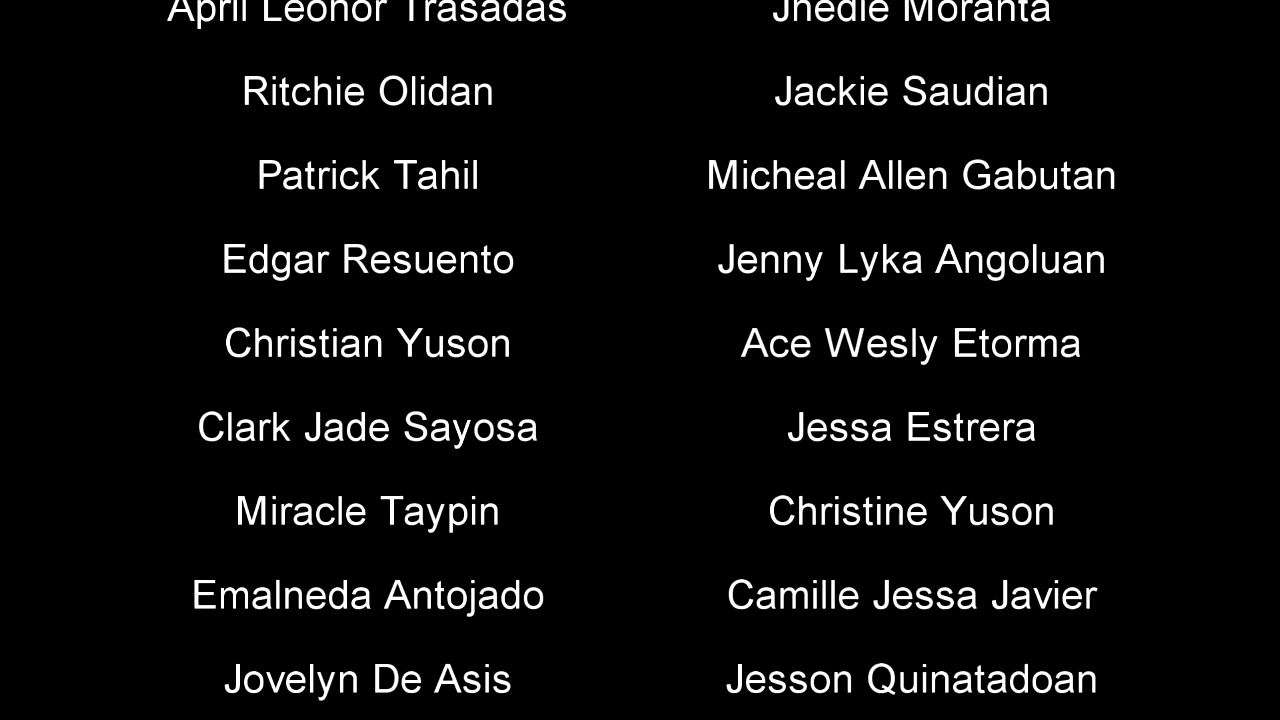 April Leonor Trasadas Jhedie Moranta
Ritchie Olidan Jackie Saudian
Patrick Tahil Micheal Allen Gabutan
Edgar Resuento Jenny Lyka Angoluan
Christian Yuson Ace Wesly Etorma
Clark Jade Sayosa Jessa Estrera
Miracle Taypin Christine Yuson
Emalneda Antojado Camille Jessa Javier
Jovelyn De Asis Jesson Quinatadoan